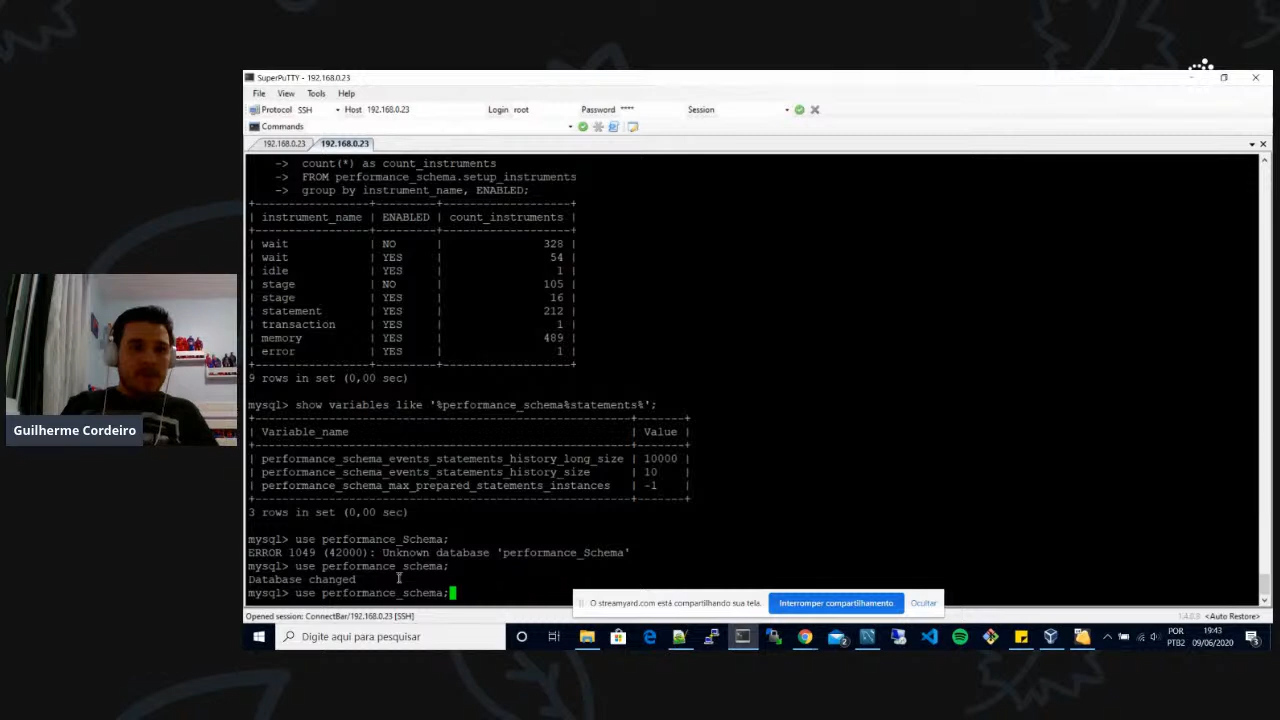 SuperPuTTY - 192.168.0.23
File View Tools Help
Protocol SSH Host 192.168.0.23 Login root Password **** Session
Commands
192.168.0.23 192.168.0.23
-> count(*) as count_instruments
-> FROM performance_schema.setup_instruments
-> group by instrument_name, ENABLED;
+-----------------+---------+-------------------+
| instrument_name | ENABLED | count_instruments |
+-----------------+---------+-------------------+
| wait | NO | 328 |
| wait | YES | 54 |
| idle | YES | 1 |
| stage | NO | 105 |
| stage | YES | 16 |
| statement | YES | 212 |
| transaction | YES | 1 |
| memory | YES | 489 |
| error | YES | 1 |
+-----------------+---------+-------------------+
9 rows in set (0,00 sec)
mysql> show variables like '%performance_schema%statements%';
+--------------------------------------------------------+-------+
| Variable_name | Value |
+--------------------------------------------------------+-------+
| performance_schema_events_statements_history_long_size | 10000 |
| performance_schema_events_statements_history_size | 10 |
| performance_schema_max_prepared_statements_instances | -1 |
+--------------------------------------------------------+-------+
3 rows in set (0,00 sec)
mysql> use performance_Schema;
ERROR 1049 (42000): Unknown database 'performance_Schema'
mysql> use performance_schema;
Database changed
mysql> use performance_schema;
Guilherme Cordeiro
O streamyard.com está compartilhando sua tela. Interromper compartilhamento Ocultar
Opened session: ConnectBar/192.168.0.23 [SSH] <Auto Restore>
Digite aqui para pesquisar
2
POR
PTB2
19:43
09/06/2020
3